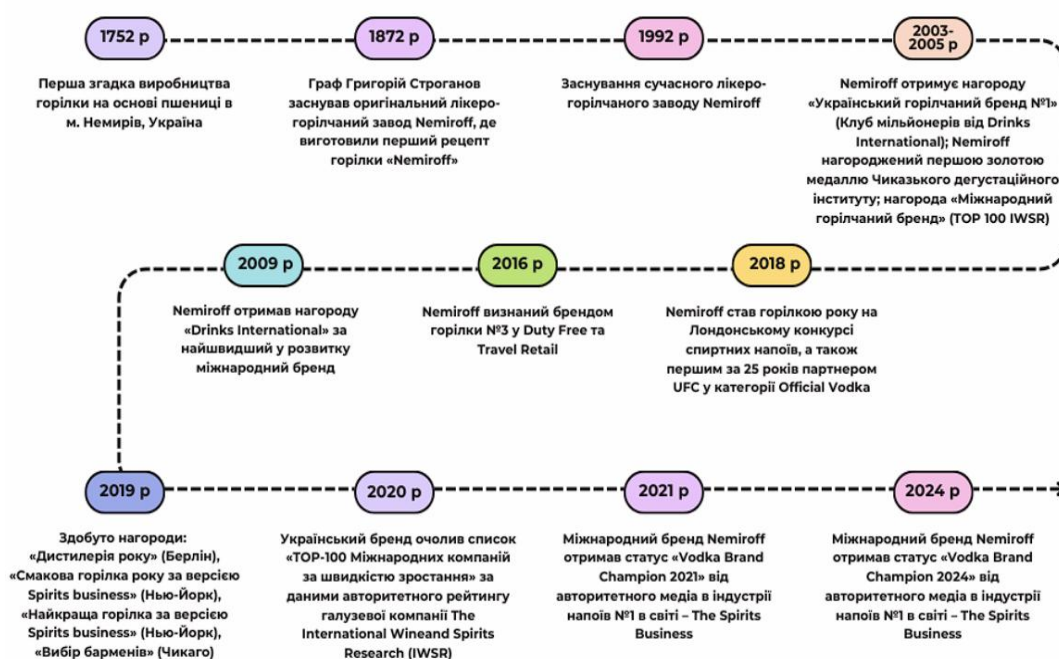 1752 р
Перша згадка виробництва
горілки на основі пшениці в
м. Немирів, Україна
1872 р
Граф Григорій Строганов
заснував оригінальний лікеро-
горілчаний завод Nemiroff, де
виготовили перший рецепт
горілки «Nemiroff»
1992 р
Заснування сучасного лікеро-
горілчаного заводу Nemiroff
2003-
2005 р
Nemiroff отримує нагороду
«Український горілчаний бренд №1»
(Клуб мільйонерів від Drinks
International); Nemiroff
нагороджений першою золотою
медаллю Чиказького дегустаційного
інституту; нагорода «Міжнародний
горілчаний бренд» (TOP 100 IWSR)
2009 р
Nemiroff отримав нагороду
«Drinks International» за
найшвидший у розвитку
міжнародний бренд
2016 р
Nemiroff визнаний брендом
горілки №3 у Duty Free та
Travel Retail
2018 р
Nemiroff став горілкою року на
Лондонському конкурсі
спиртних напоїв, а також
першим за 25 років партнером
UFC у категорії Official Vodka
2019 р
Здобуто нагороди:
«Дистилерія року» (Берлін),
«Смакова горілка року за версією
Spirits business» (Нью-Йорк),
«Найкраща горілка за версією
Spirits business» (Нью-Йорк),
«Вибір барменів» (Чикаго)
2020 р
Український бренд очолив список
«TOP-100 Міжнародних компаній
за швидкістю зростання» за
даними авторитетного рейтингу
галузевої компанії The
International Wineand Spirits
Research (IWSR)
2021 р
Міжнародний бренд Nemiroff
отримав статус «Vodka Brand
Champion 2021» від
авторитетного медіа в індустрії
напоїв №1 в світі – The Spirits
Business
2024 р
Міжнародний бренд Nemiroff
отримав статус «Vodka Brand
Champion 2024» від
авторитетного медіа в індустрії
напоїв №1 в світі – The Spirits
Business